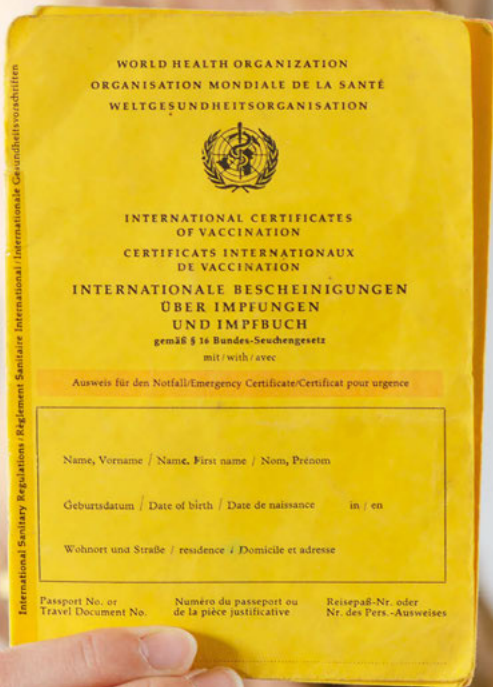 WORLD HEALTH ORGANIZATION
ORGANISATION MONDIALE DE LA SANTÉ
WELTGESUNDHEITSORGANISATION
INTERNATIONAL CERTIFICATES
OF VACCINATION
CERTIFICATS INTERNATIONAUX
DE VACCINATION
INTERNATIONALE BESCHEINIGUNGEN
ÜBER IMPFUNGEN
UND IMPFBUCH
gemäß § 16 Bundes-Seuchengesetz
mit / with / avec
Ausweis für den Notfall/Emergency Certificate/Certificat pour urgence
Name, Vorname / Name, First name / Nom, Prénom
Geburtsdatum / Date of birth / Date de naissance in / en
Wohnort und Straße / residence / Domicile et adresse
Passport No. or Numéro du passeport ou Reisepaß-Nr. oder
Travel Document No. de la pièce justificative Nr. des Pers.-Ausweises
International Sanitary Regulations / Règlement Sanitaire International / Internationale Gesundheitsvorschriften